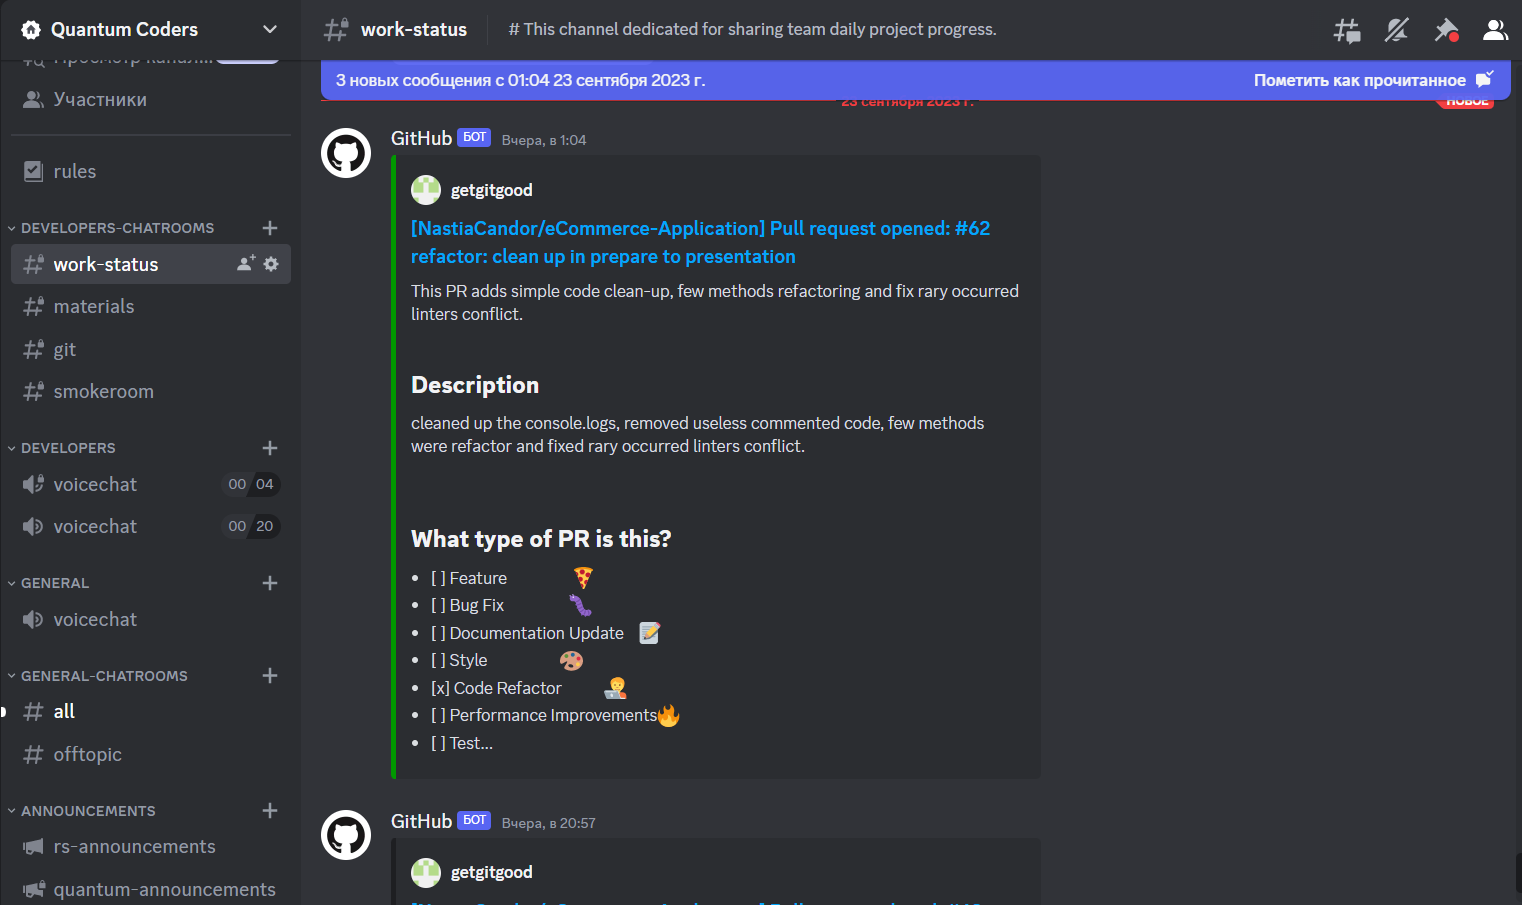 Quantum Coders
Просмотр канал...
Участники
rules
DEVELOPERS-CHATROOMS
work-status
materials
git
smokeroom
DEVELOPERS
voicechat
00 04
voicechat
00 20
GENERAL
voicechat
GENERAL-CHATROOMS
all
offtopic
ANNOUNCEMENTS
rs-announcements
quantum-announcements
work-status
# This channel dedicated for sharing team daily project progress.
3 новых сообщения с 01:04 23 сентября 2023 г.
Пометить как прочитанное
23 сентября 2023 г.
НОВОЕ
GitHub БОТ Вчера, в 1:04
getgitgood
[NastiaCandor/eCommerce-Application] Pull request opened: #62
refactor: clean up in prepare to presentation
This PR adds simple code clean-up, few methods refactoring and fix rary occurred
linters conflict.
Description
cleaned up the console.logs, removed useless commented code, few methods
were refactor and fixed rary occurred linters conflict.
What type of PR is this?
[ ] Feature
[ ] Bug Fix
[ ] Documentation Update
[ ] Style
[x] Code Refactor
[ ] Performance Improvements
[ ] Test...
GitHub БОТ Вчера, в 20:57
getgitgood